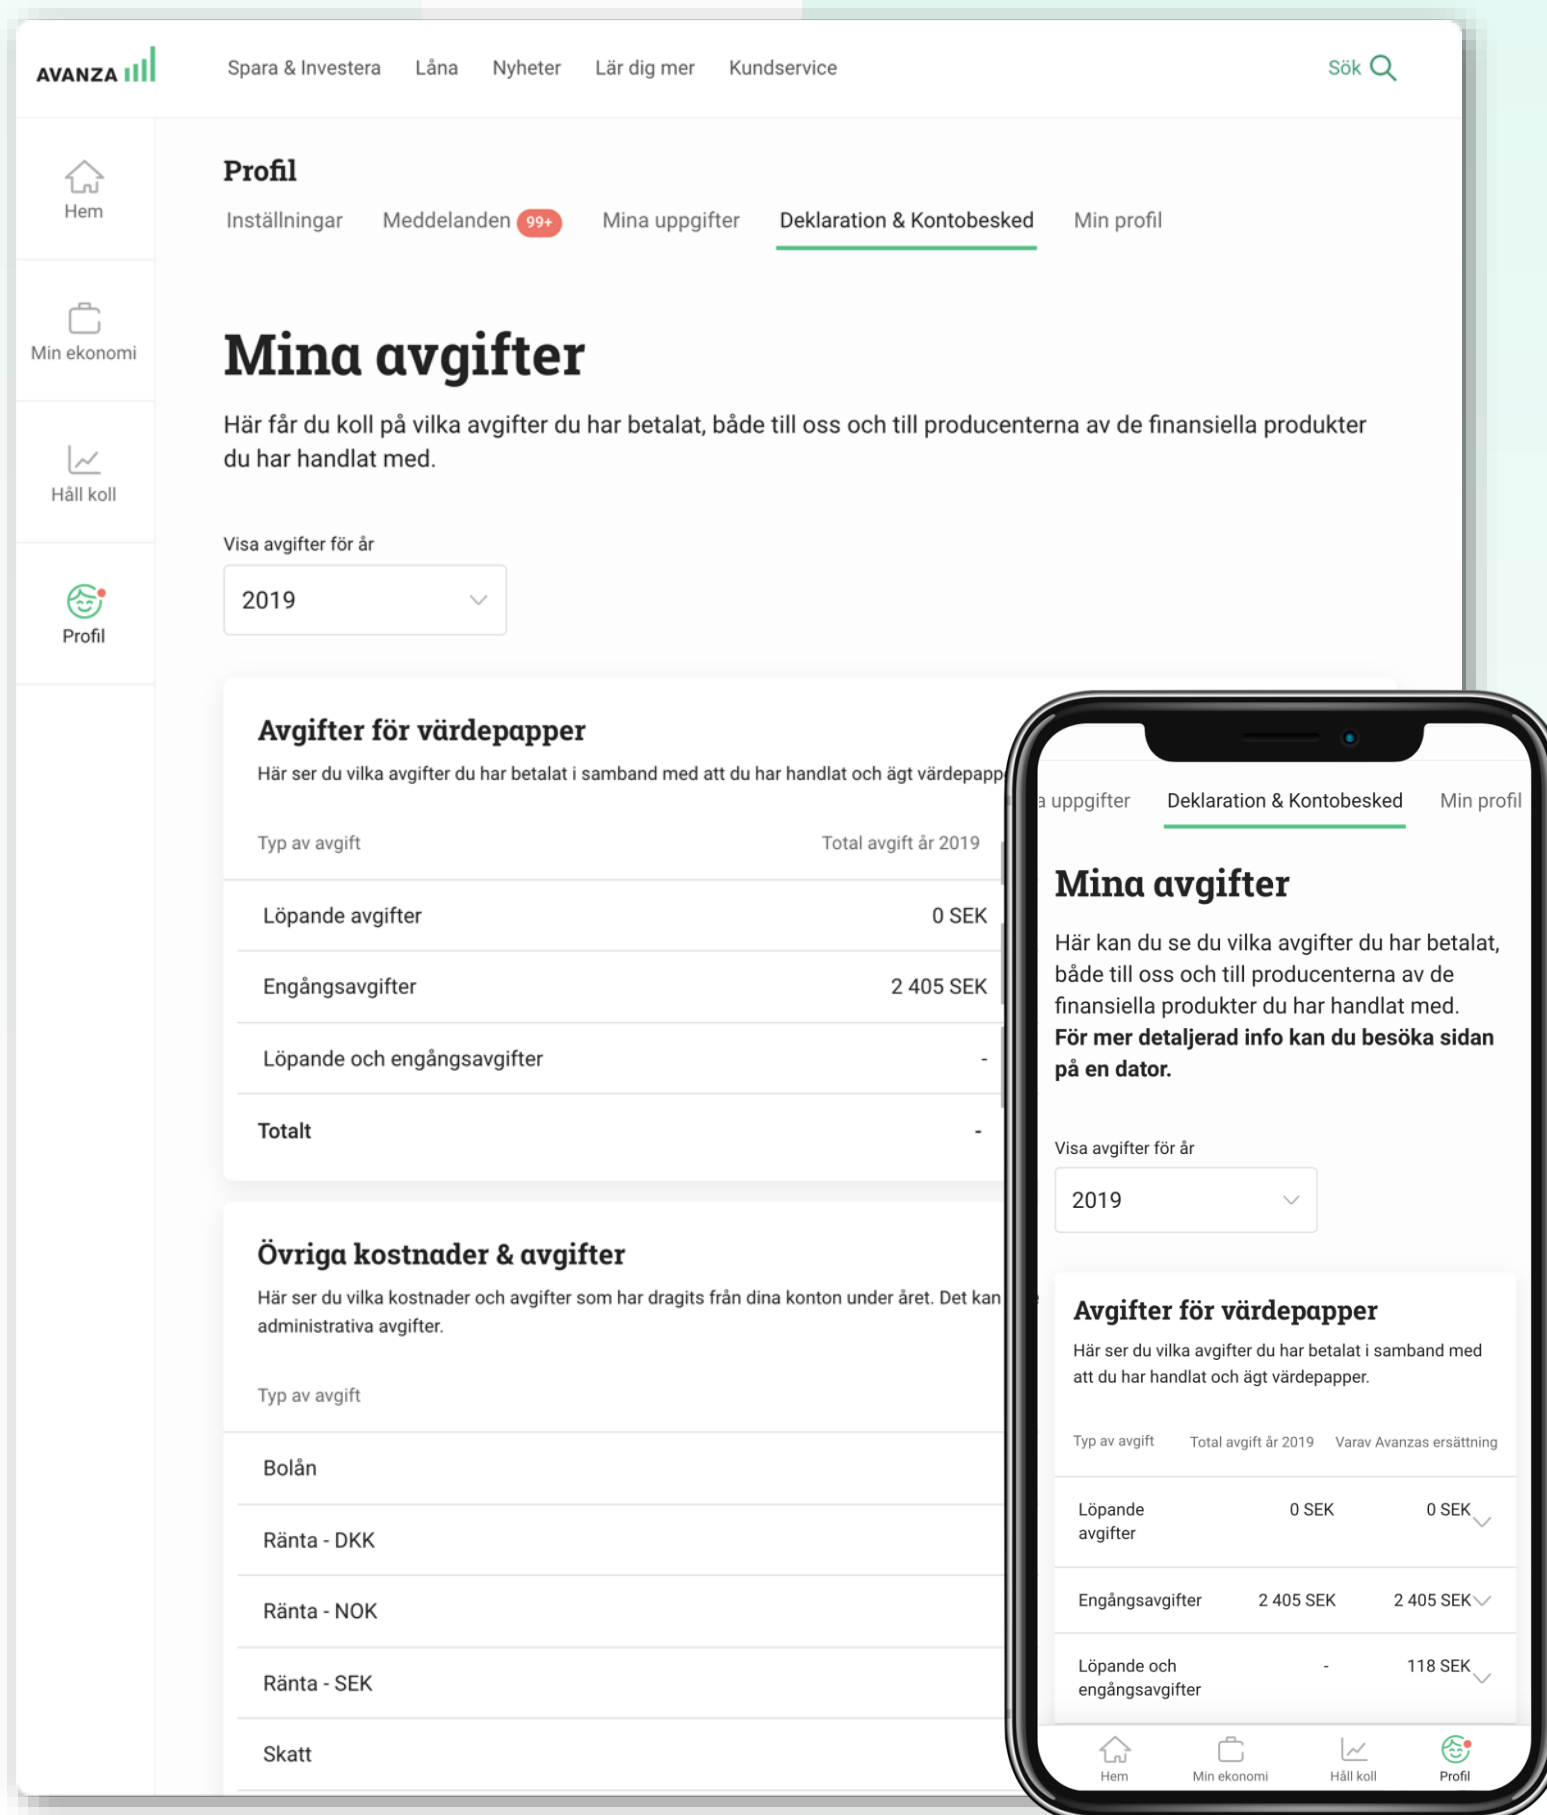 AVANZA
Spara & Investera Låna Nyheter Lär dig mer Kundservice Sök
Hem
Min ekonomi
Håll koll
Profil
Profil
Inställningar Meddelanden 99+ Mina uppgifter Deklaration & Kontobesked Min profil
Mina avgifter
Här får du koll på vilka avgifter du har betalat, både till oss och till producenterna av de finansiella produkter
du har handlat med.
Visa avgifter för år
2019
Avgifter för värdepapper
Här ser du vilka avgifter du har betalat i samband med att du har handlat och ägt värdepapp
Typ av avgift Total avgift år 2019
Löpande avgifter 0 SEK
Engångsavgifter 2 405 SEK
Löpande och engångsavgifter -
Totalt -
Övriga kostnader & avgifter
Här ser du vilka kostnader och avgifter som har dragits från dina konton under året. Det kan
administrativa avgifter.
Typ av avgift
Bolån
Ränta - DKK
Ränta - NOK
Ränta - SEK
Skatt
a uppgifter Deklaration & Kontobesked Min profil
Mina avgifter
Här kan du se du vilka avgifter du har betalat,
både till oss och till producenterna av de
finansiella produkter du har handlat med.
För mer detaljerad info kan du besöka sidan
på en dator.
Visa avgifter för år
2019
Avgifter för värdepapper
Här ser du vilka avgifter du har betalat i samband med
att du har handlat och ägt värdepapper.
Typ av avgift Total avgift år 2019 Varav Avanzas ersättning
Löpande 0 SEK 0 SEK
avgifter
Engångsavgifter 2 405 SEK 2 405 SEK
Löpande och - 118 SEK
engångsavgifter
Hem Min ekonomi Håll koll Profil